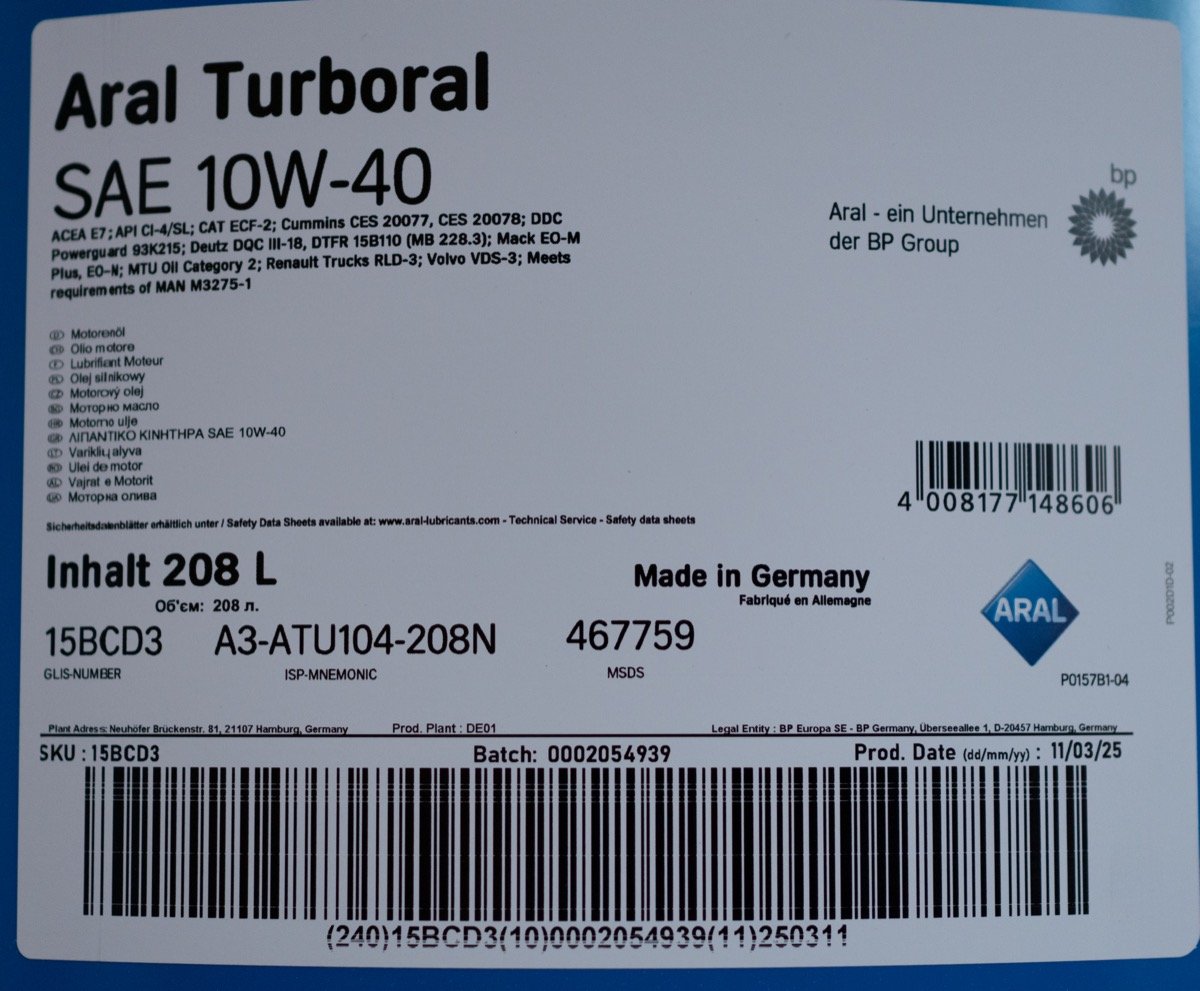 Aral Turboral
SAE 10W-40
ACEA E7; API CI-4/SL; CAT ECF-2; Cummins CES 20077, CES 20078; DDC
Powerguard 93K215; Deutz DQC III-18, DTFR 15B110 (MB 228.3); Mack EO-M
Plus, EO-N; MTU Oil Category 2; Renault Trucks RLD-3; Volvo VDS-3; Meets
requirements of MAN M3275-1
bp
Aral - ein Unternehmen
der BP Group
D Motorenöl
Olio motore
F Lubrifiant Moteur
PL Olej silnikowy
CZ Motorový olej
Моторно масло
HR Motorno ulje
GR ΛΙΠΑΝΤΙΚΟ ΚΙΝΗΤΗΡΑ SAE 10W-40
LT Variklių alyva
RO Ulei de motor
AL Vajrat e Motorit
UA Моторна олива
4 008177 148606
Sicherheitsdatenblätter erhältlich unter / Safety Data Sheets available at: www.aral-lubricants.com - Technical Service - Safety data sheets
Inhalt 208 L
Об'єм: 208 л.
Made in Germany
Fabriqué en Allemagne
ARAL
P002D1D-02
15BCD3 A3-ATU104-208N 467759
GLIS-NUMBER ISP-MNEMONIC MSDS
P0157B1-04
Plant Adress: Neuhöfer Brückenstr. 81, 21107 Hamburg, Germany Prod. Plant : DE01 Legal Entity : BP Europa SE - BP Germany, Überseeallee 1, D-20457 Hamburg, Germany
SKU : 15BCD3 Batch: 0002054939 Prod. Date (dd/mm/yy) : 11/03/25
(240)15BCD3(10)0002054939(11)250311